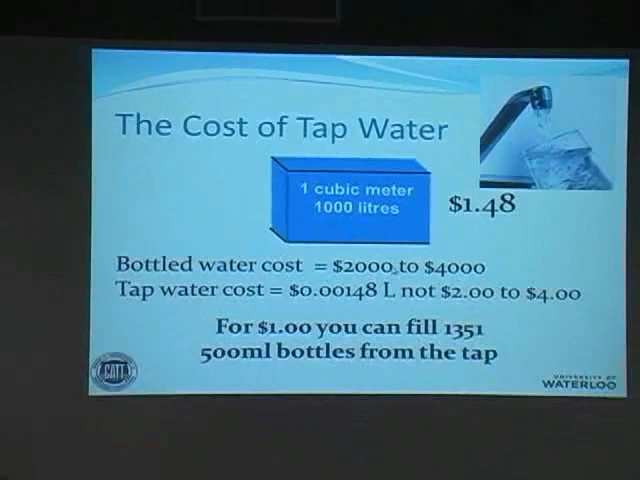 The Cost of Tap Water
1 cubic meter
1000 litres
$1.48
Bottled water cost = $2000 to $4000
Tap water cost = $0.00148 L not $2.00 to $4.00
For $1.00 you can fill 1351
500ml bottles from the tap
CATT
UNIVERSITY OF
WATERLOO